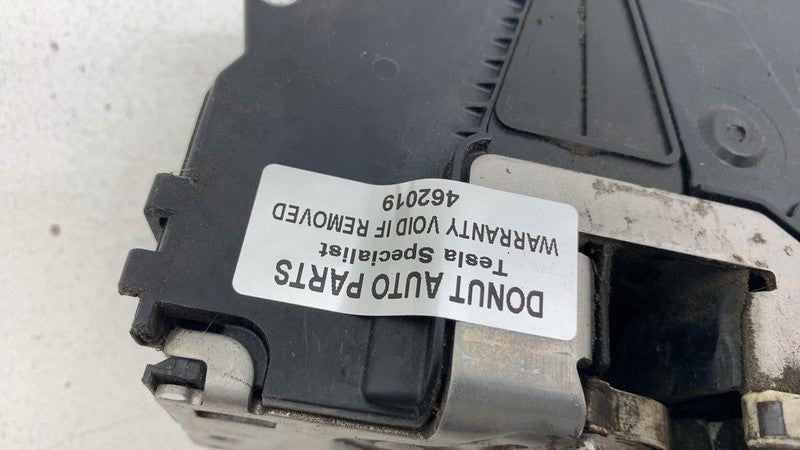 DONUT AUTO PARTS
Tesla Specialist
WARRANTY VOID IF REMOVED
462019